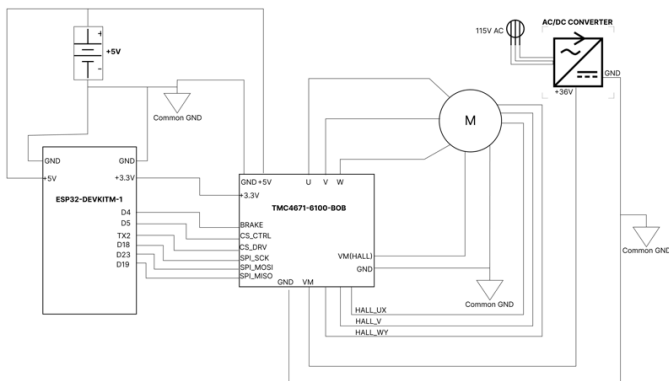 AC/DC CONVERTER
115V AC
+5V
GND
+36V
Common GND
M
GND
GND
+5V
+3.3V
ESP32-DEVKITM-1
D4
D5
TX2
D18
D23
D19
GND +5V
U V W
+3.3V
TMC4671-6100-BOB
BRAKE
CS_CTRL
CS_DRV
SPI_SCK
SPI_MOSI
SPI_MISO
VM(HALL)
GND
GND VM
Common GND
Common GND
HALL_UX
HALL_V
HALL_WY